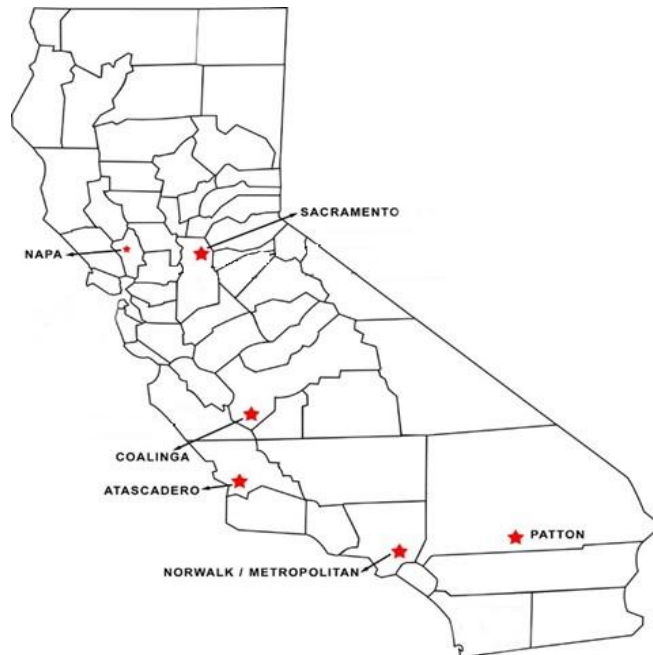 SACRAMENTO
NAPA
COALINGA
ATASCADERO
PATTON
NORWALK / METROPOLITAN